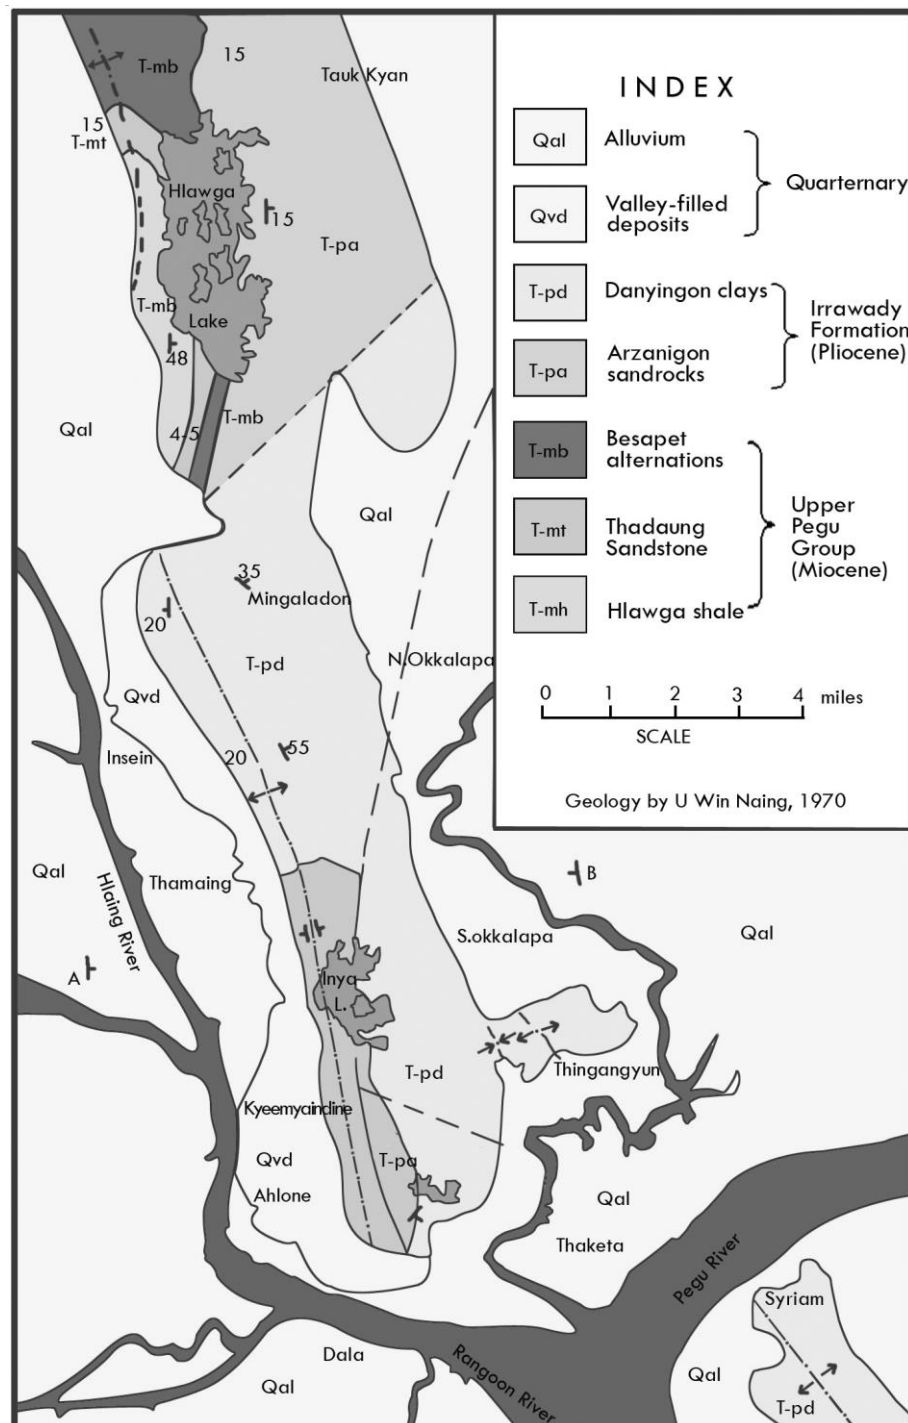 T-mb
15
Tauk Kyan
15
T-mt
Hlawga
15
T-pa
T-mb
Lake
48
T-mb
4-5
Qal
Qal
35
Mingaladon
20
T-pd
N.Okkalapa
Qvd
Insein
20
55
Qal
Thamaing
Hlaing River
A
B
S.okkalapa
Qal
Inya
L.
T-pd
Thingangyun
Kyeemyaindine
Qvd
T-pa
Ahlone
Qal
Thaketa
Pegu River
Syriam
Dala
Qal
Rangoon River
Qal
T-pd
INDEX
Qal Alluvium
Quarternary
Qvd Valley-filled
deposits
T-pd Danyingon clays
Irrawady
Formation
(Pliocene)
T-pa Arzanigon
sandrocks
T-mb Besapet
alternations
Upper
Pegu
Group
(Miocene)
T-mt Thadaung
Sandstone
T-mh Hlawga shale
0 1 2 3 4 miles
SCALE
Geology by U Win Naing, 1970